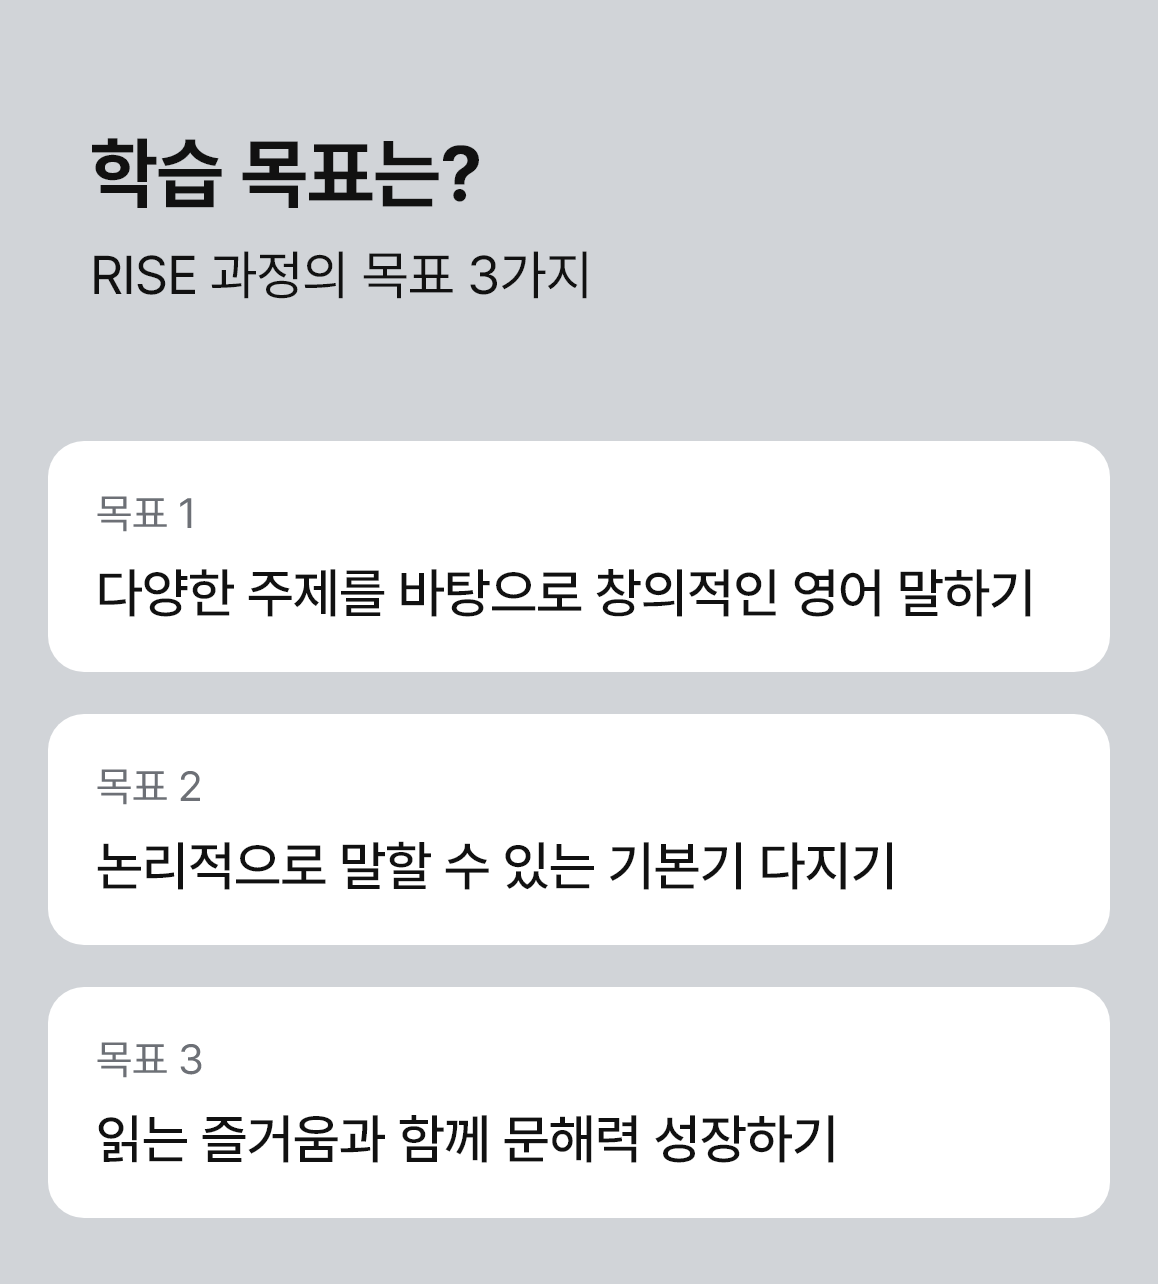 학습 목표는?
RISE 과정의 목표 3가지
목표 1
다양한 주제를 바탕으로 창의적인 영어 말하기
목표 2
논리적으로 말할 수 있는 기본기 다지기
목표 3
읽는 즐거움과 함께 문해력 성장하기